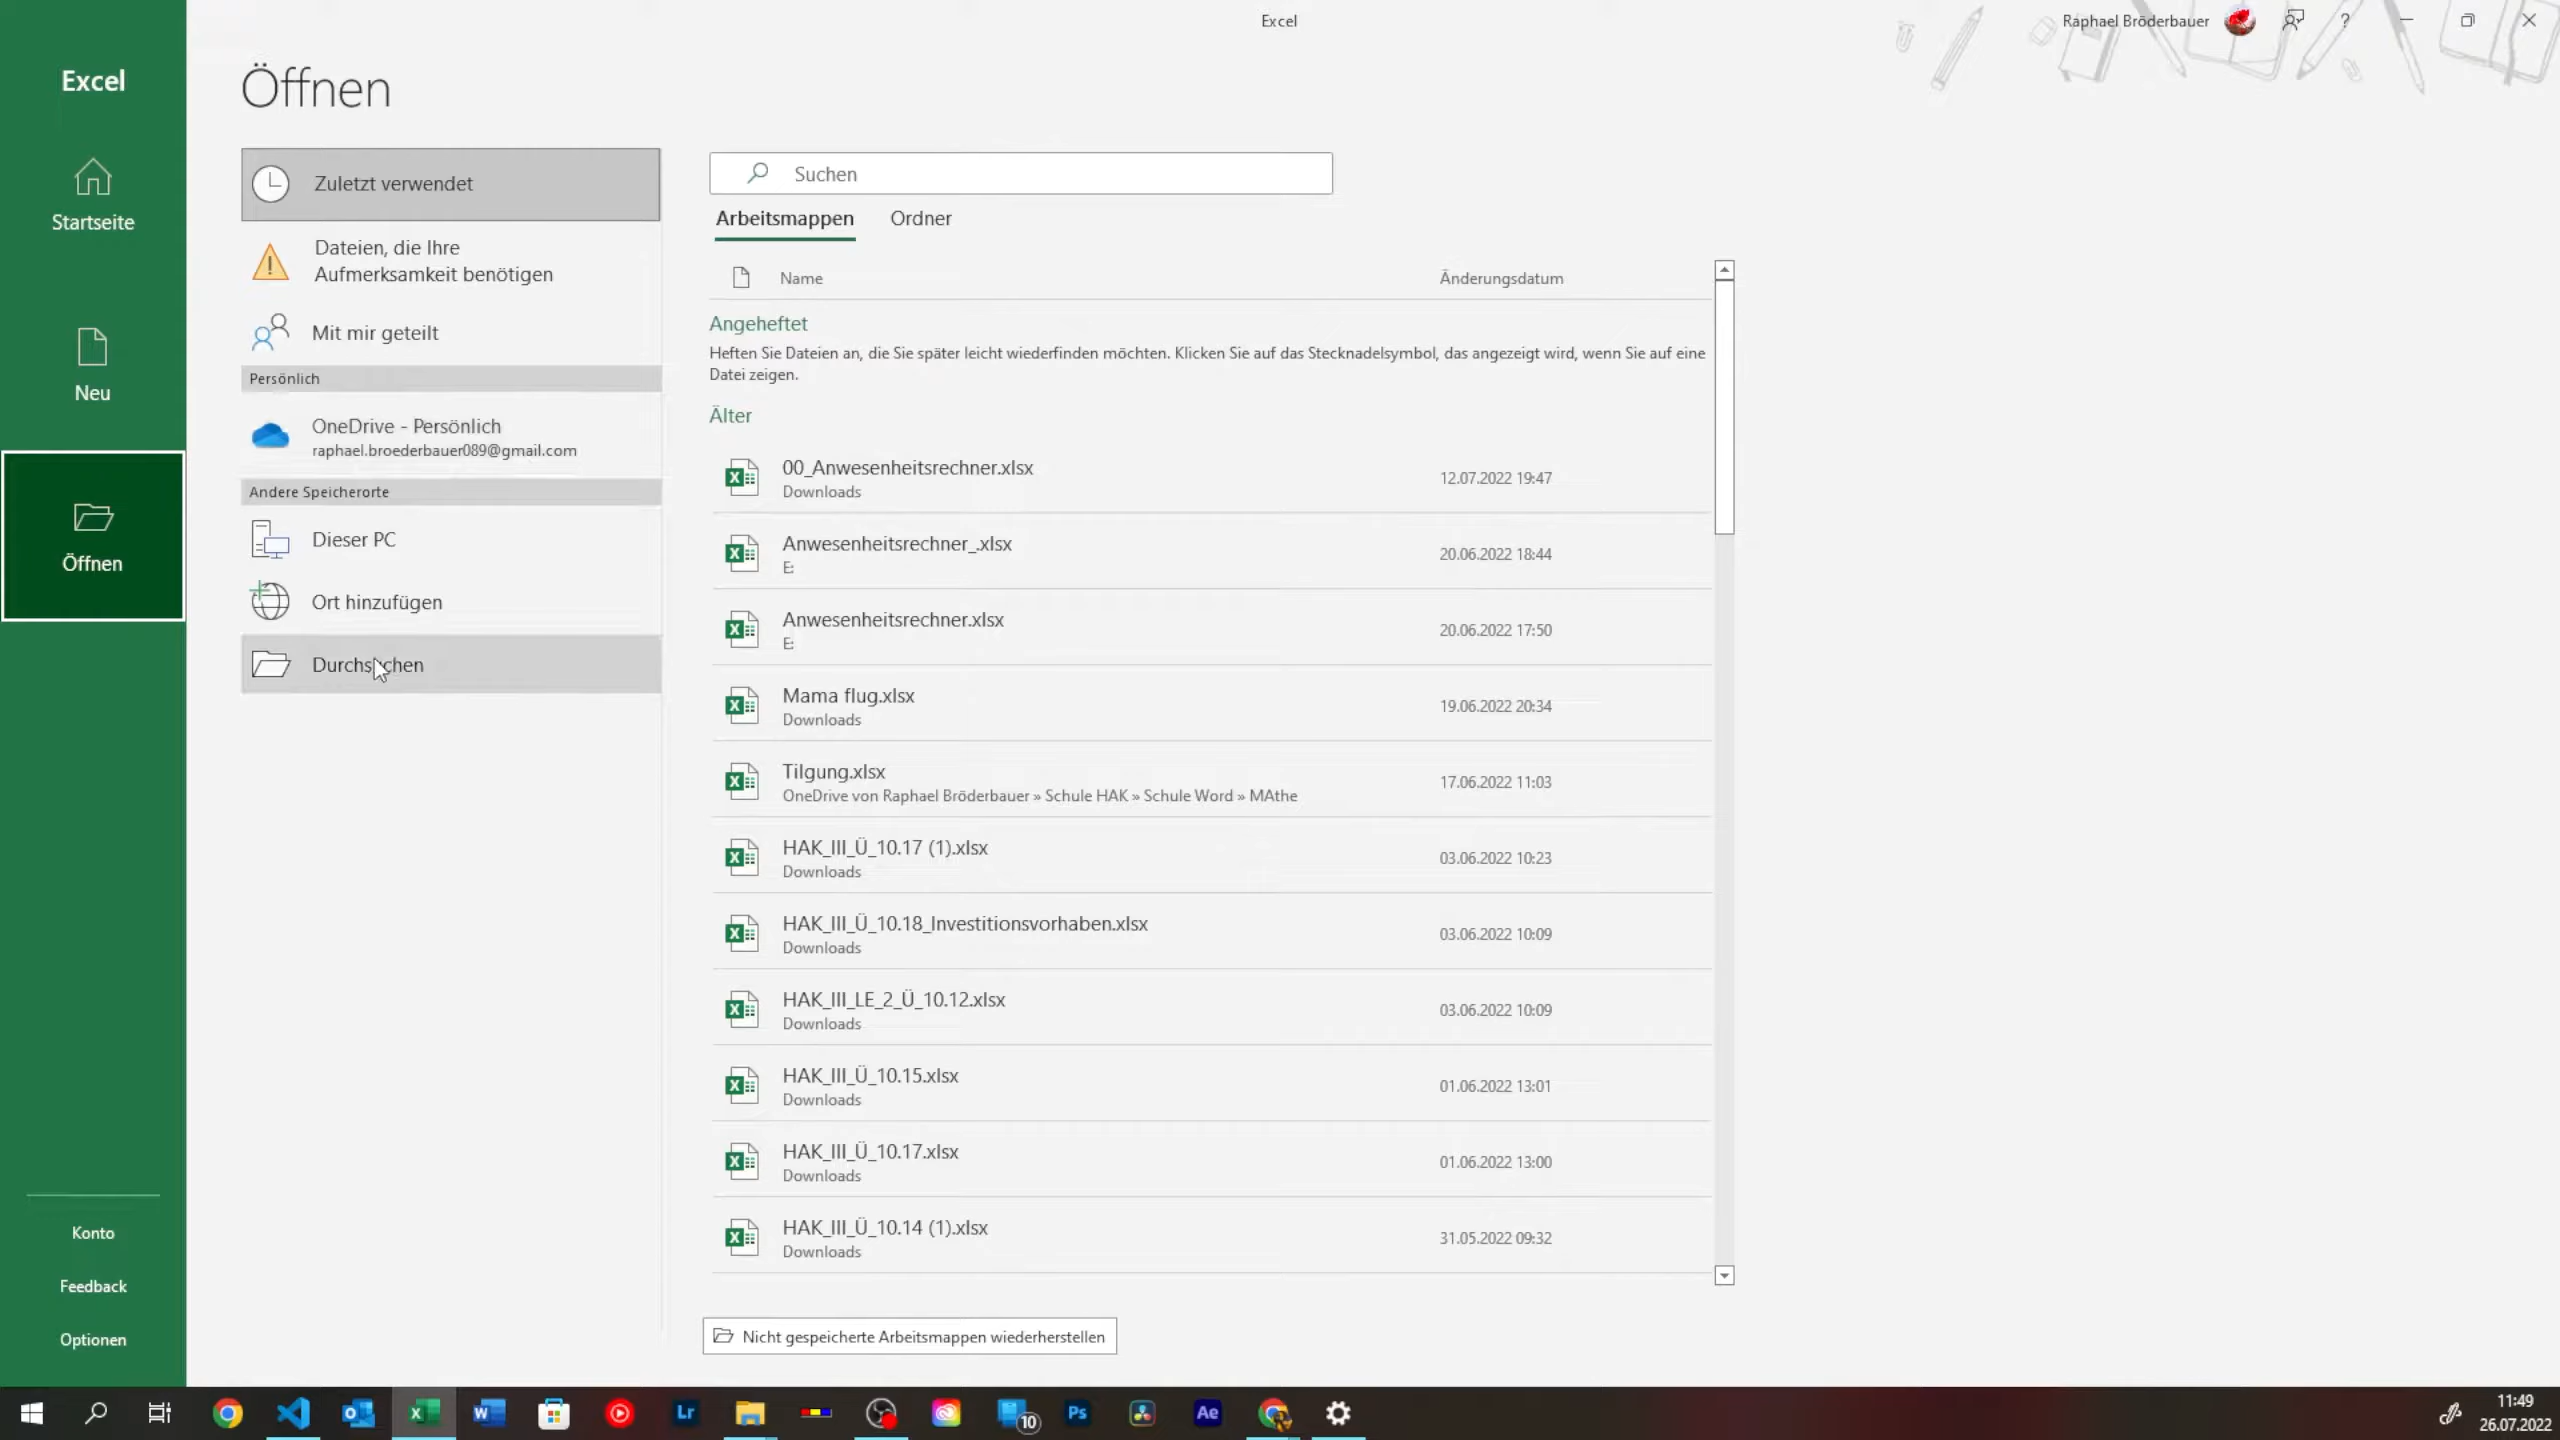 Excel
Raphael Bröderbauer
?
Excel
Startseite
Neu
Öffnen
Konto
Feedback
Optionen
Öffnen
Zuletzt verwendet
Dateien, die Ihre
Aufmerksamkeit benötigen
Mit mir geteilt
Persönlich
OneDrive - Persönlich
raphael.broederbauer089@gmail.com
Andere Speicherorte
Dieser PC
Ort hinzufügen
Durchsuchen
Suchen
Arbeitsmappen Ordner
Name Änderungsdatum
Angeheftet
Heften Sie Dateien an, die Sie später leicht wiederfinden möchten. Klicken Sie auf das Stecknadelsymbol, das angezeigt wird, wenn Sie auf eine
Datei zeigen.
Älter
00_Anwesenheitsrechner.xlsx 12.07.2022 19:47
Downloads
Anwesenheitsrechner_.xlsx 20.06.2022 18:44
E:
Anwesenheitsrechner.xlsx 20.06.2022 17:50
E:
Mama flug.xlsx 19.06.2022 20:34
Downloads
Tilgung.xlsx 17.06.2022 11:03
OneDrive von Raphael Bröderbauer » Schule HAK » Schule Word » MAthe
HAK_III_Ü_10.17 (1).xlsx 03.06.2022 10:23
Downloads
HAK_III_Ü_10.18_Investitionsvorhaben.xlsx 03.06.2022 10:09
Downloads
HAK_III_LE_2_Ü_10.12.xlsx 03.06.2022 10:09
Downloads
HAK_III_Ü_10.15.xlsx 01.06.2022 13:01
Downloads
HAK_III_Ü_10.17.xlsx 01.06.2022 13:00
Downloads
HAK_III_Ü_10.14 (1).xlsx 31.05.2022 09:32
Downloads
Nicht gespeicherte Arbeitsmappen wiederherstellen
Lr
10
Ps
Ae
11:49
26.07.2022